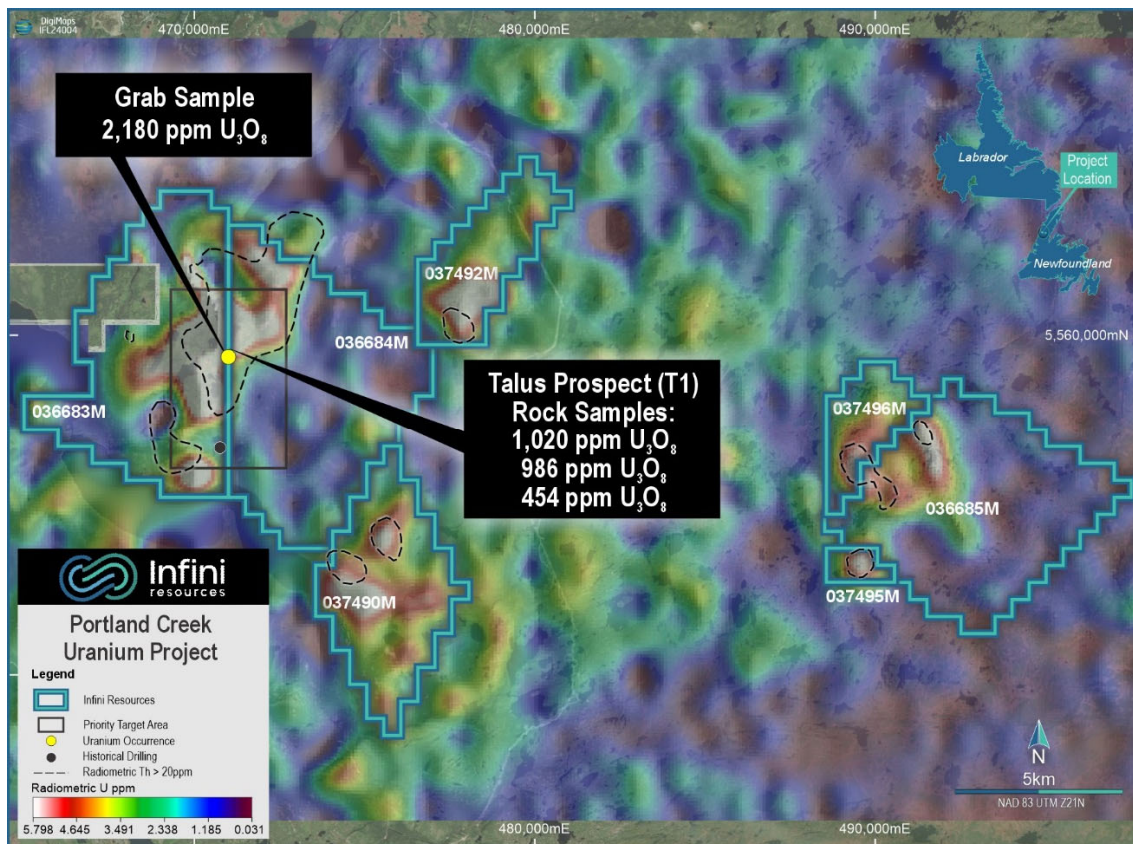 DigiMaps
IFL24004
470,000mE
480,000mE
490,000mE
Grab Sample
2,180 ppm U₃O₈
Labrador
Project
Location
Newfoundland
037492M
036684M
5,560,000mN
036683M
Talus Prospect (T1)
Rock Samples:
1,020 ppm U₃O₈
986 ppm U₃O₈
454 ppm U₃O₈
037496M
036685M
037495M
037490M
Infini
resources
Portland Creek
Uranium Project
Legend
Infini Resources
Priority Target Area
Uranium Occurrence
Historical Drilling
Radiometric Th > 20ppm
Radiometric U ppm
5.798 4.645 3.491 2.338 1.185 0.031
N
5km
NAD 83 UTM Z21N
480,000mE
490,000mE